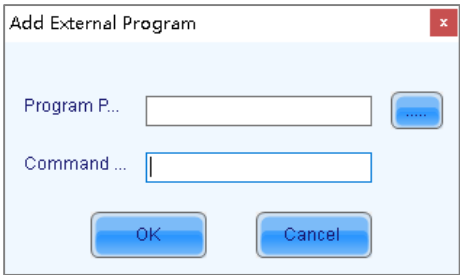 Add External Program
x
Program P...
.....
Command ...
OK
Cancel